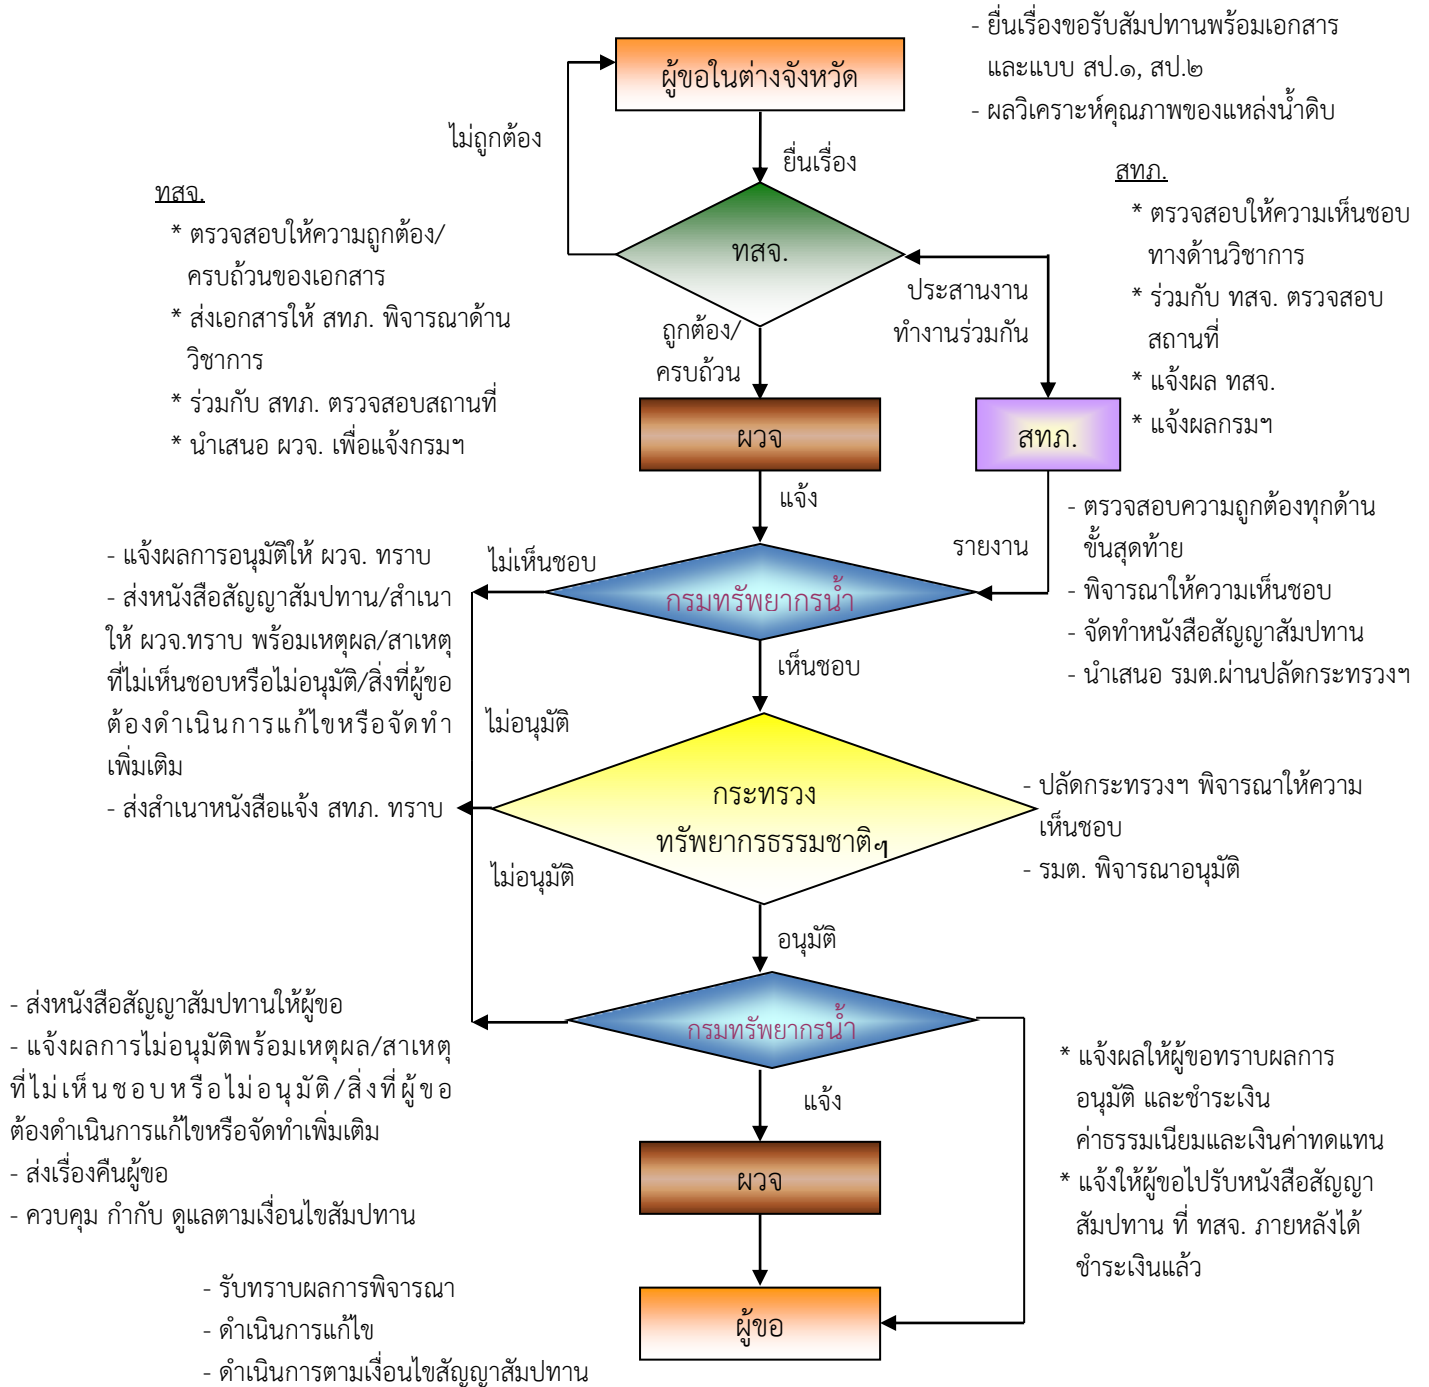 - ยื่นเรื่องขอรับสัมปทานพร้อมเอกสาร
และแบบ สป.๑, สป.๒
- ผลวิเคราะห์คุณภาพของแหล่งน้ำดิบ
ผู้ขอในต่างจังหวัด
ไม่ถูกต้อง
ยื่นเรื่อง
ทสจ.
* ตรวจสอบให้ความถูกต้อง/
ครบถ้วนของเอกสาร
* ส่งเอกสารให้ สทภ. พิจารณาด้าน
วิชาการ
* ร่วมกับ สทภ. ตรวจสอบสถานที่
* นำเสนอ ผวจ. เพื่อแจ้งกรมฯ
ทสจ.
สทภ.
* ตรวจสอบให้ความเห็นชอบ
ทางด้านวิชาการ
* ร่วมกับ ทสจ. ตรวจสอบ
สถานที่
* แจ้งผล ทสจ.
* แจ้งผลกรมฯ
ประสานงาน
ทำงานร่วมกัน
ถูกต้อง/
ครบถ้วน
ผวจ
สทภ.
แจ้ง
รายงาน
- ตรวจสอบความถูกต้องทุกด้าน
ขั้นสุดท้าย
- พิจารณาให้ความเห็นชอบ
- จัดทำหนังสือสัญญาสัมปทาน
- นำเสนอ รมต.ผ่านปลัดกระทรวงฯ
ไม่เห็นชอบ
กรมทรัพยากรน้ำ
- แจ้งผลการอนุมัติให้ ผวจ. ทราบ
- ส่งหนังสือสัญญาสัมปทาน/สำเนา
ให้ ผวจ.ทราบ พร้อมเหตุผล/สาเหตุ
ที่ไม่เห็นชอบหรือไม่อนุมัติ/สิ่งที่ผู้ขอ
ต้องดำเนินการแก้ไขหรือจัดทำ
เพิ่มเติม
- ส่งสำเนาหนังสือแจ้ง สทภ. ทราบ
เห็นชอบ
ไม่อนุมัติ
กระทรวง
ทรัพยากรธรรมชาติฯ
- ปลัดกระทรวงฯ พิจารณาให้ความ
เห็นชอบ
- รมต. พิจารณาอนุมัติ
ไม่อนุมัติ
อนุมัติ
กรมทรัพยากรน้ำ
- ส่งหนังสือสัญญาสัมปทานให้ผู้ขอ
- แจ้งผลการไม่อนุมัติพร้อมเหตุผล/สาเหตุ
ที่ไม่เห็นชอบหรือไม่อนุมัติ/สิ่งที่ผู้ขอ
ต้องดำเนินการแก้ไขหรือจัดทำเพิ่มเติม
- ส่งเรื่องคืนผู้ขอ
- ควบคุม กำกับ ดูแลตามเงื่อนไขสัมปทาน
แจ้ง
ผวจ
* แจ้งผลให้ผู้ขอทราบผลการ
อนุมัติ และชำระเงิน
ค่าธรรมเนียมและเงินค่าทดแทน
* แจ้งให้ผู้ขอไปรับหนังสือสัญญา
สัมปทาน ที่ ทสจ. ภายหลังได้
ชำระเงินแล้ว
ผู้ขอ
- รับทราบผลการพิจารณา
- ดำเนินการแก้ไข
- ดำเนินการตามเงื่อนไขสัญญาสัมปทาน